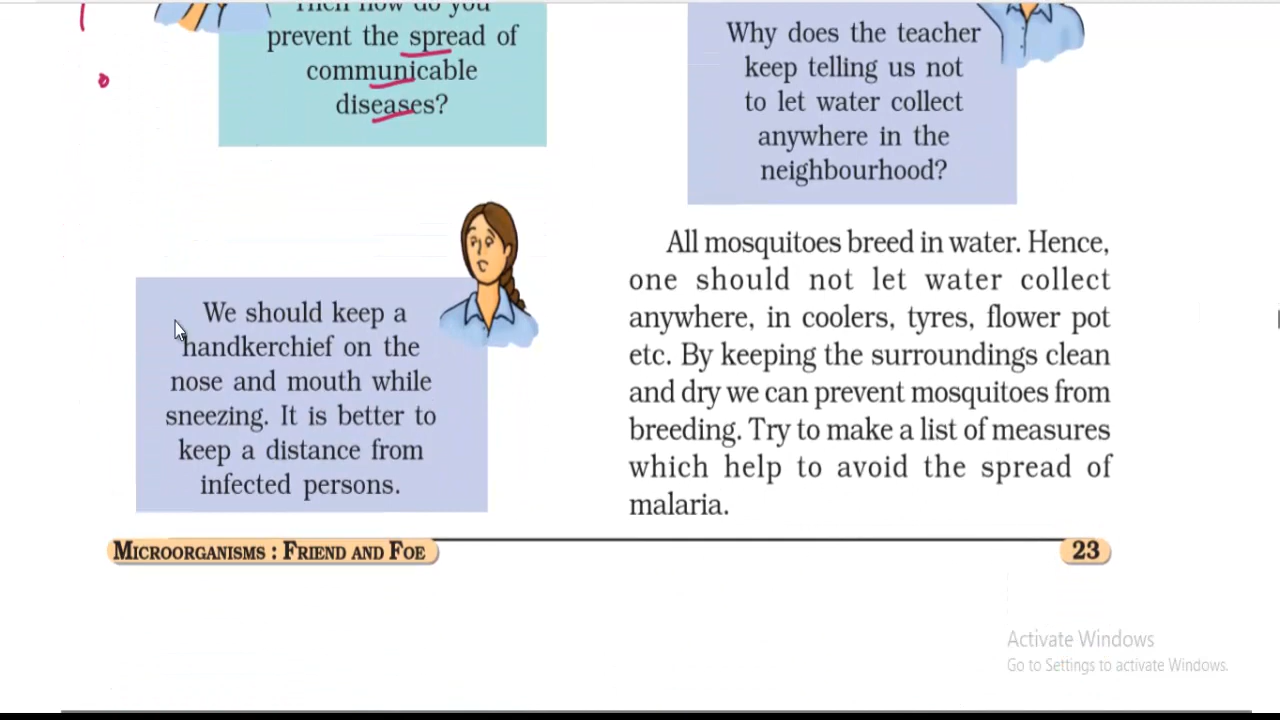 Then how do you
prevent the spread of
communicable
diseases?
We should keep a
handkerchief on the
nose and mouth while
sneezing. It is better to
keep a distance from
infected persons.
Why does the teacher
keep telling us not
to let water collect
anywhere in the
neighbourhood?
All mosquitoes breed in water. Hence,
one should not let water collect
anywhere, in coolers, tyres, flower pot
etc. By keeping the surroundings clean
and dry we can prevent mosquitoes from
breeding. Try to make a list of measures
which help to avoid the spread of
malaria.
MICROORGANISMS : FRIEND AND FOE
23
Activate Windows
Go to Settings to activate Windows.